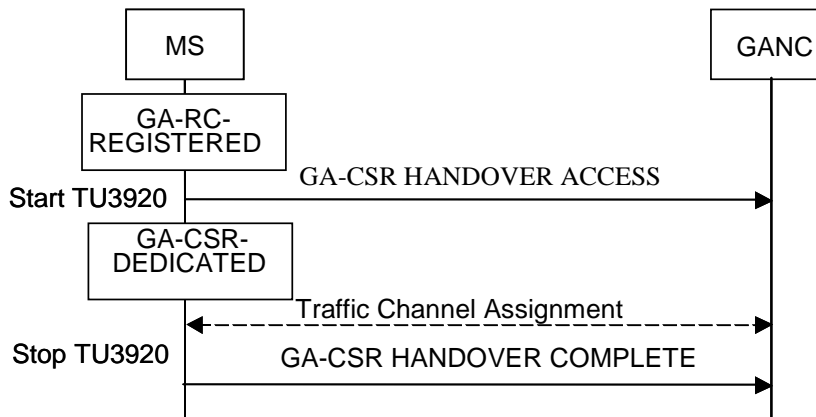 MS
GANC
GA-RC-
REGISTERED
GA-CSR HANDOVER ACCESS
Start TU3920
GA-CSR-
DEDICATED
Traffic Channel Assignment
Stop TU3920
GA-CSR HANDOVER COMPLETE